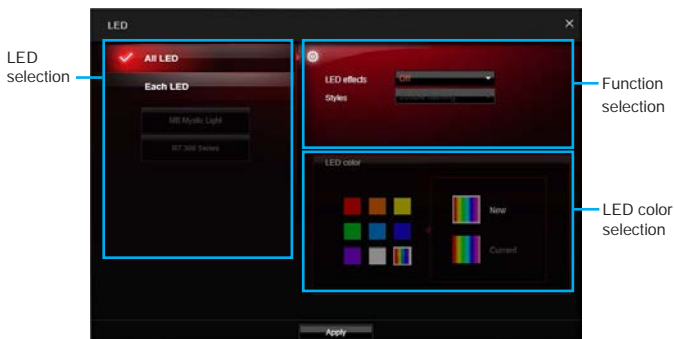 LED
×
LED
selection
All LED
Each LED
MB Mystic Light
LED effects
Off
Styles
Function
selection
LED color
New
Current
LED color
selection
Apply